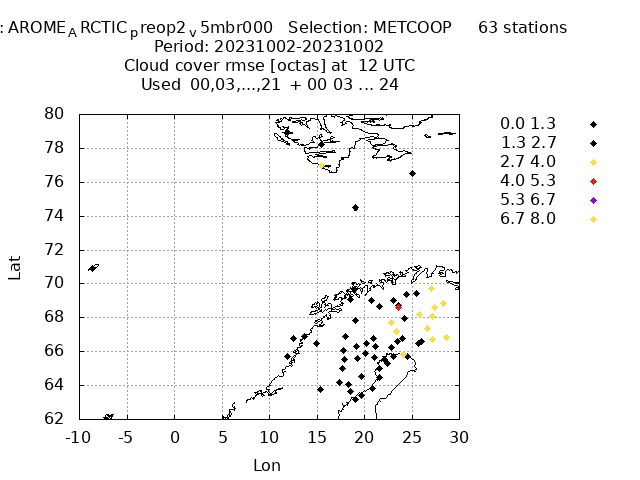 : AROME_ARCTIC_preop2_v5mbr000 Selection: METCOOP 63 stations
Period: 20231002-20231002
Cloud cover rmse [octas] at 12 UTC
Used 00,03,...,21 + 00 03 ... 24
80
78
76
74
72
70
68
66
64
62
-10 -5 0 5 10 15 20 25 30
Lat
Lon
0.0 1.3
1.3 2.7
2.7 4.0
4.0 5.3
5.3 6.7
6.7 8.0